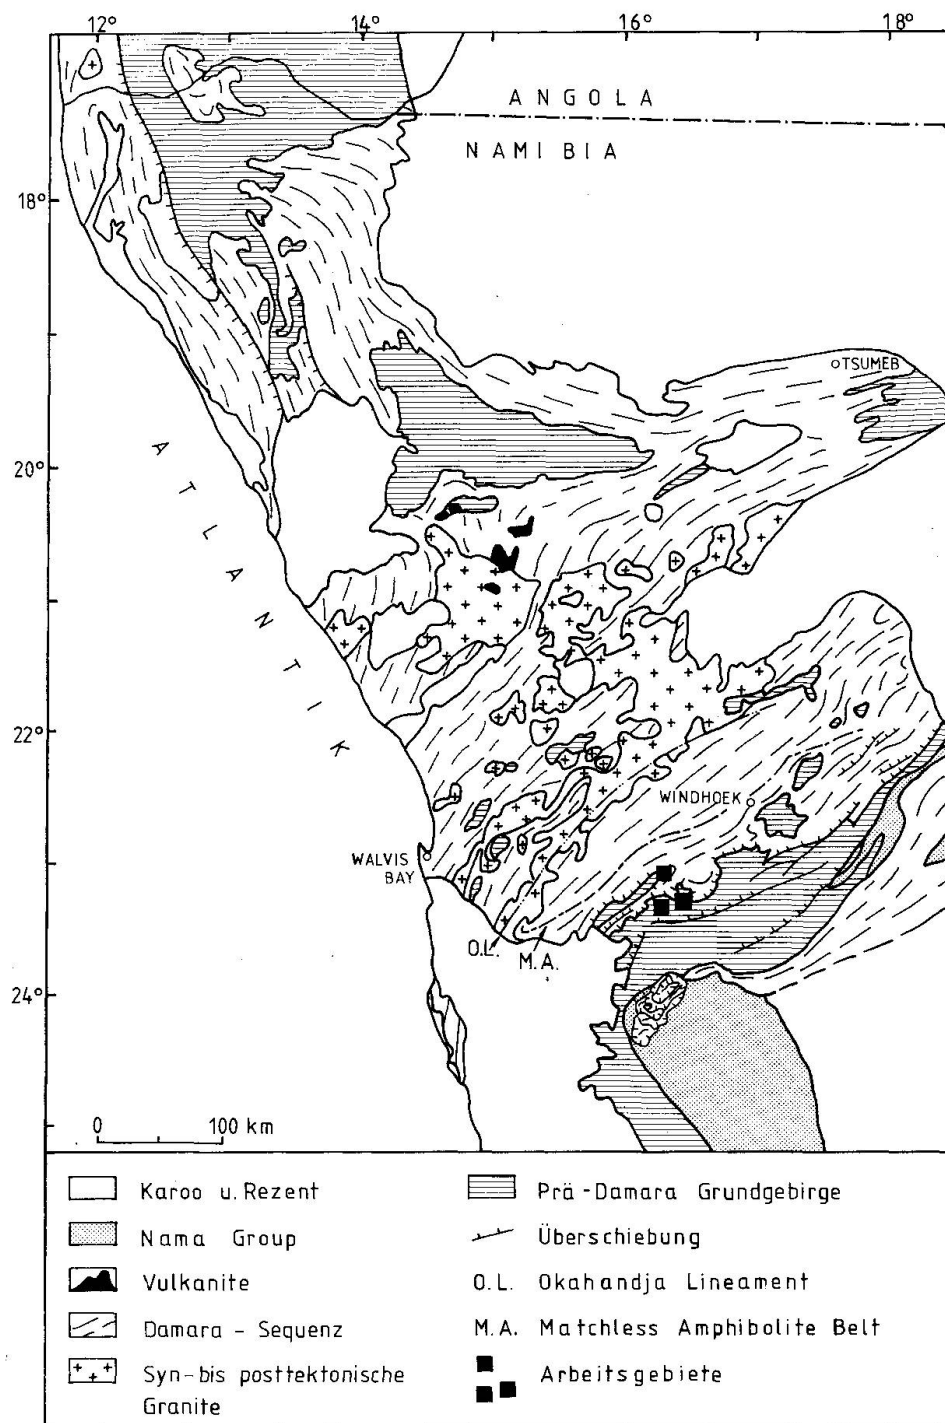 12° 14° 16° 18°
ANGOLA
NAMIBIA
18°
TSUMEB
20°
ATLANTIK
22°
WINDHOEK
WALVIS
BAY
O.L. M.A.
24°
0 100 km
Karoo u. Rezent
Nama Group
Vulkanite
Damara - Sequenz
Syn-bis posttektonische
Granite
Prä-Damara Grundgebirge
Überschiebung
O.L. Okahandja Lineament
M.A. Matchless Amphibolite Belt
Arbeitsgebiete